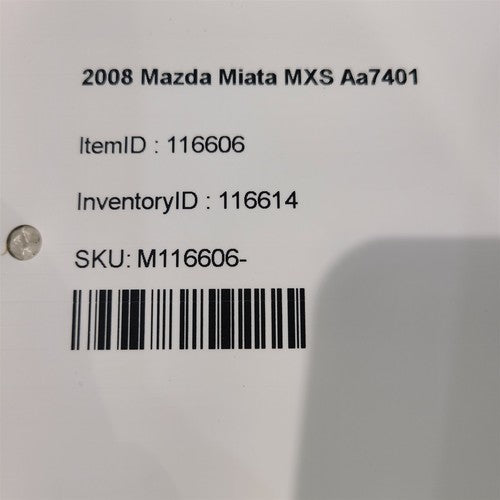 2008 Mazda Miata MXS Aa7401
ItemID : 116606
InventoryID : 116614
SKU: M116606-